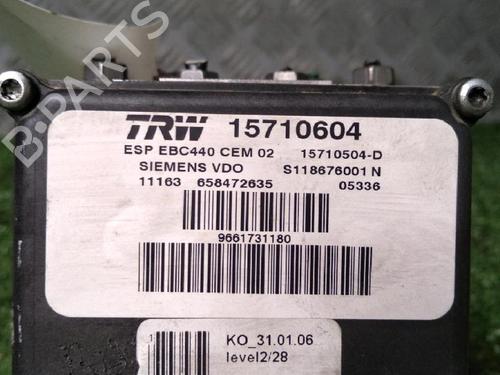 B-PARTS
TRW 15710604
ESP EBC440 CEM 02 15710504-D
SIEMENS VDO S118676001 N
11163 658472635 05336
9661731180
KO_31.01.06
level2/28